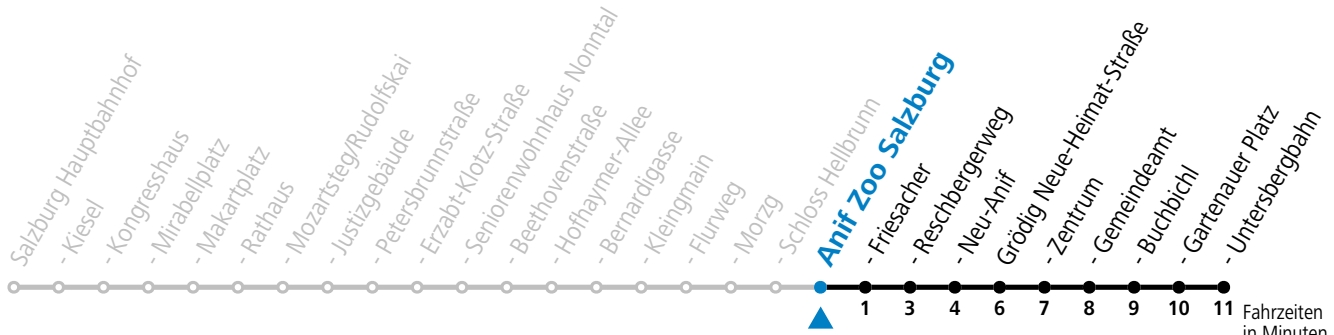 Salzburg Hauptbahnhof
- Kiesel
- Kongresshaus
- Mirabellplatz
- Makartplatz
- Rathaus
- Mozartsteg/Rudolfskai
- Justizgebäude
- Petersbrunnstraße
- Erzabt-Klotz-Straße
- Seniorenwohnhaus Nonntal
- Beethovenstraße
- Hofhaymer-Allee
- Bernardigasse
- Kleingmain
- Flurweg
- Morzg
- Schloss Hellbrunn
Anif Zoo Salzburg
- Friesacher
- Reschbergerweg
- Neu-Anif
Grödig Neue-Heimat-Straße
- Zentrum
- Gemeindeamt
- Buchbichl
- Gartenauer Platz
- Untersbergbahn
1 3 4 6 7 8 9 10 11 Fahrzeiten
in Minuten